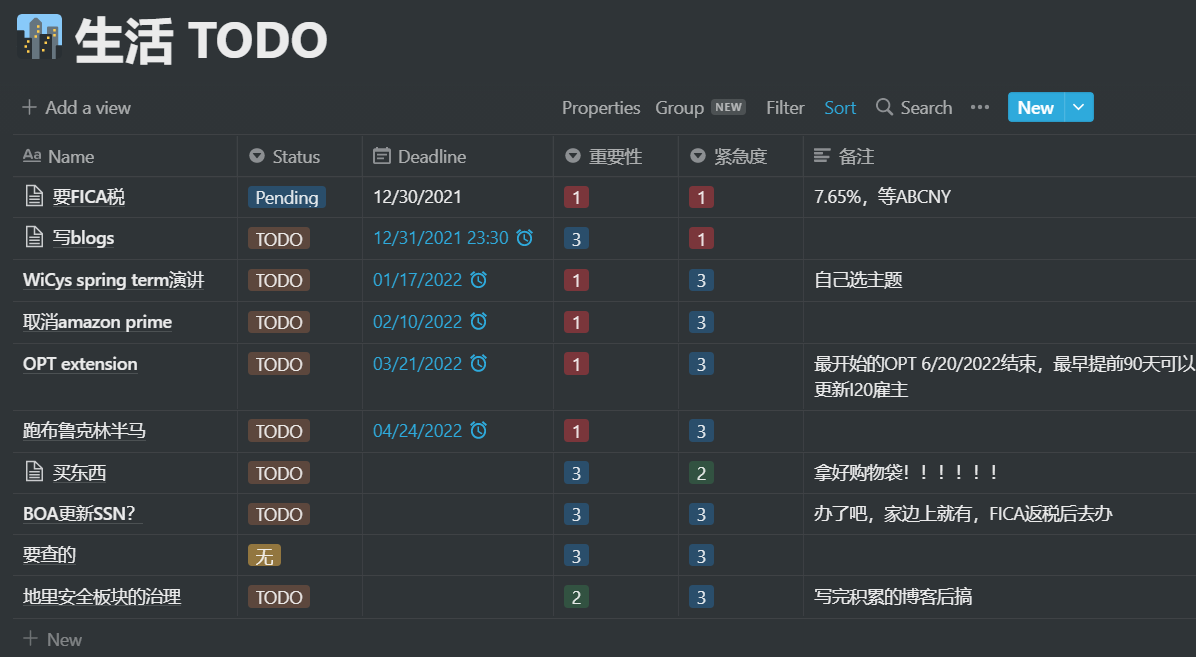 生活 TODO
Add a view Properties Group NEW Filter Sort Search New
Aa Name Status Deadline 重要性 紧急度 备注
要FICA税 Pending 12/30/2021 1 1 7.65%，等ABCNY
写blogs TODO 12/31/2021 23:30 3 1
WiCys spring term演讲 TODO 01/17/2022 1 3 自己选主题
取消amazon prime TODO 02/10/2022 1 3
OPT extension TODO 03/21/2022 1 3 最开始的OPT 6/20/2022结束，最早提前90天可以
更新I20雇主
跑布鲁克林半马 TODO 04/24/2022 1 3
买东西 TODO 3 2 拿好购物袋！！！！！！
BOA更新SSN？ TODO 3 3 办了吧，家边上就有，FICA返税后去办
要查的 无 3 3
地里安全板块的治理 TODO 2 3 写完积累的博客后搞
New